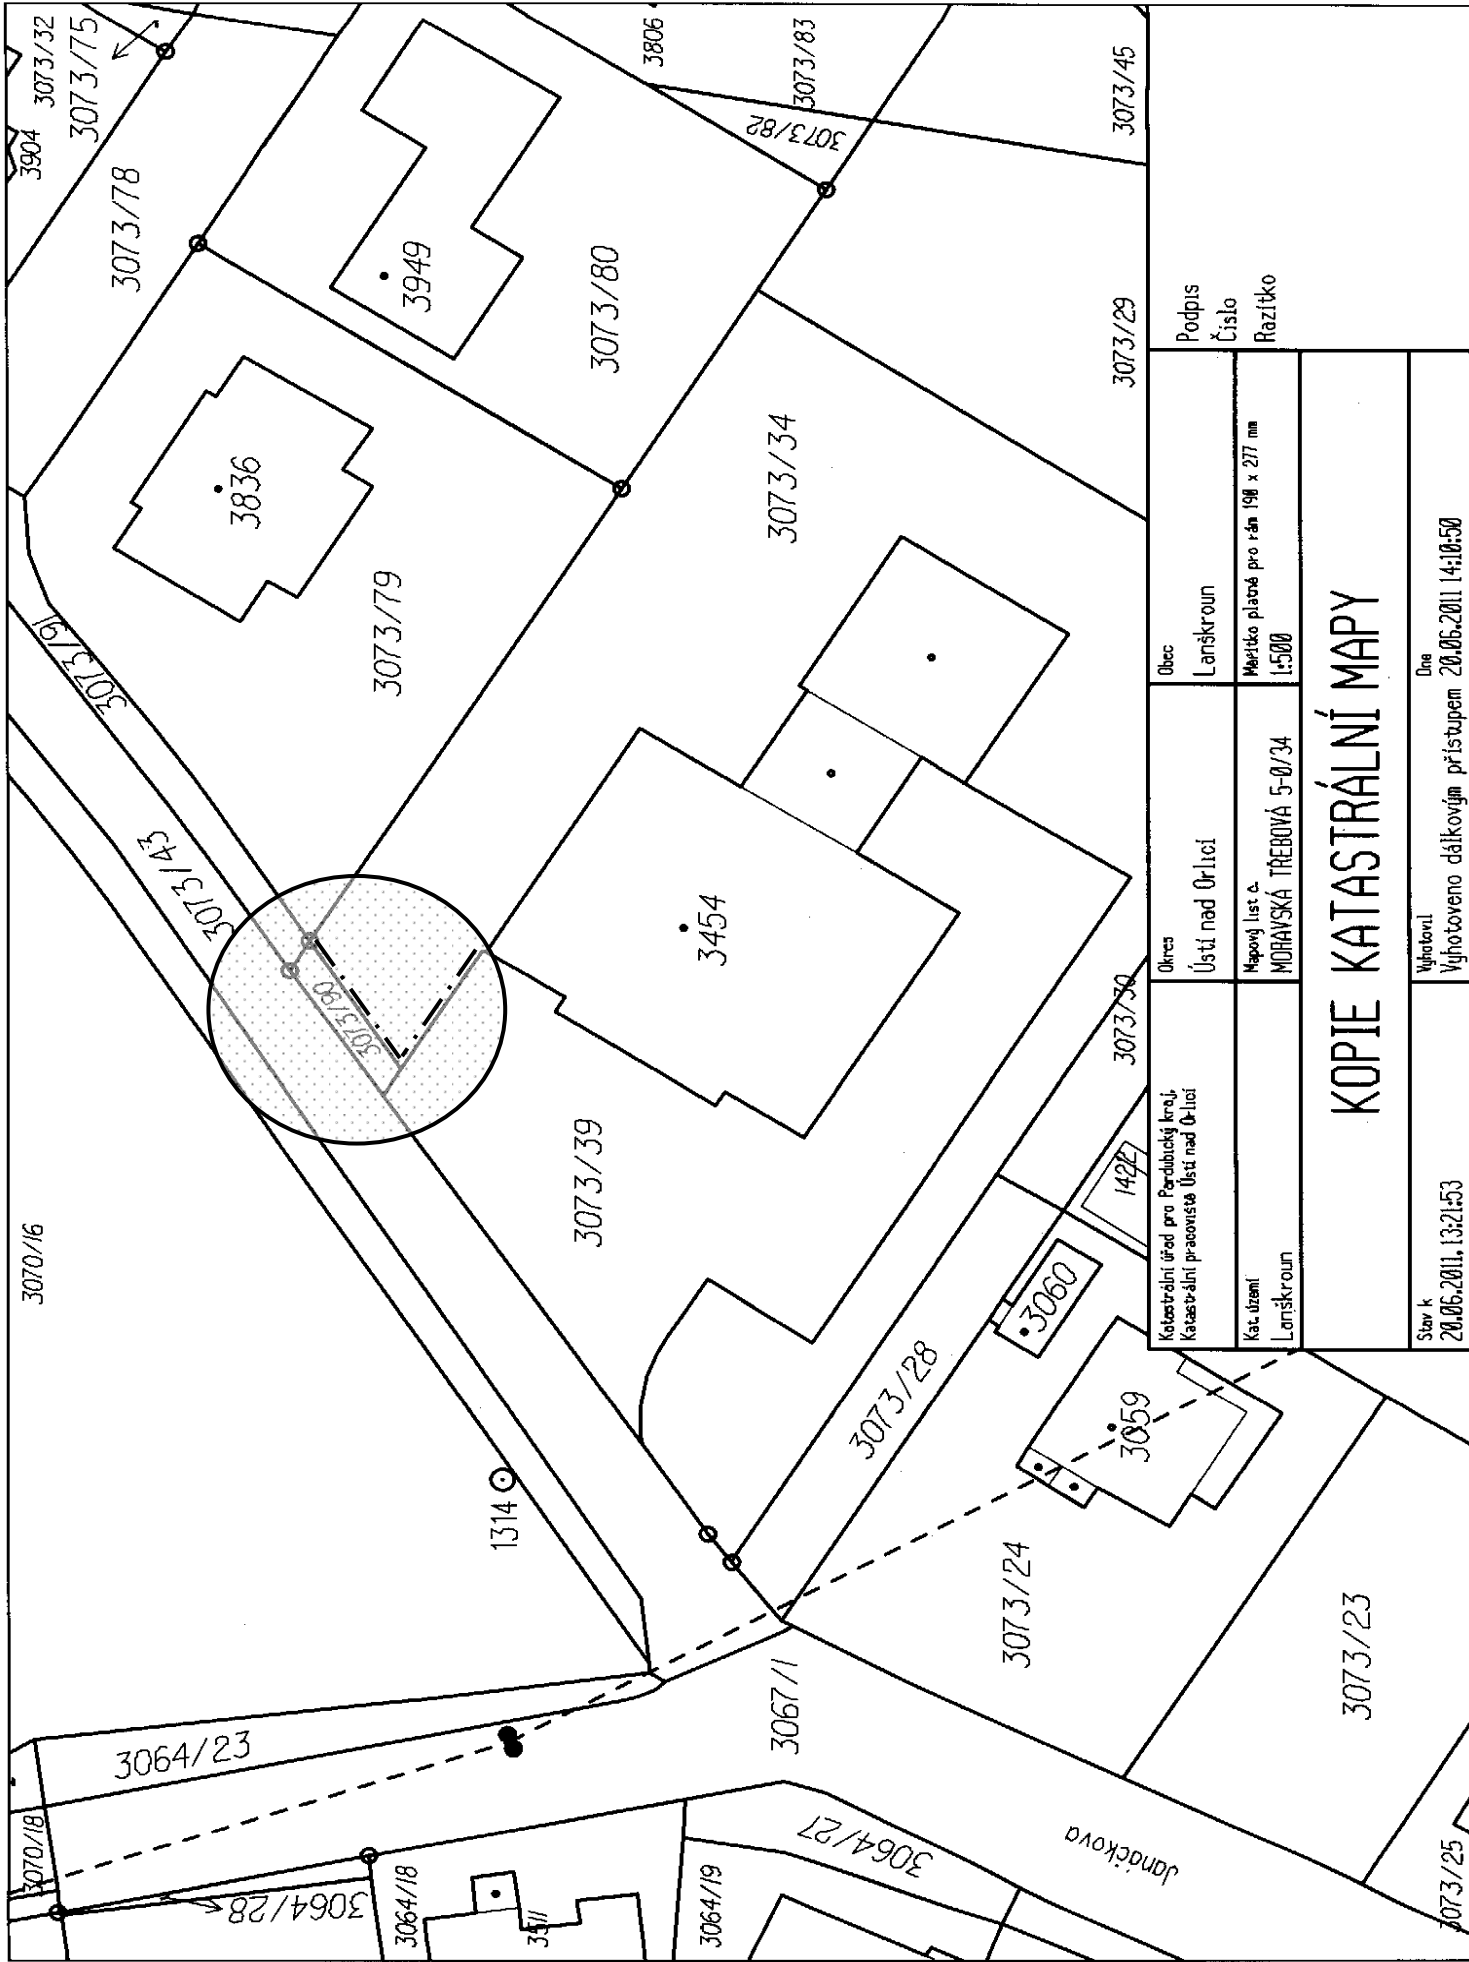 3073/32
3073/75
3904
3073/78
3806
3073/83
3073/82
3073/45
3949
3073/80
3073/29
3836
3073/34
3073/79
3073/91
3073/43
3073/90
3454
3073/30
3070/16
3073/39
1422
3060
3073/28
3059
1314
3073/24
3073/23
3067/1
3064/23
3070/18
3064/28
3064/18
3511
3064/19
3064/27
Janáčkova
3073/25
Katastrální úřad pro Pardubický kraj,
Katastrální pracoviště Ústí nad Orlicí
Okres
Ústí nad Orlicí
Obec
Lanškroun
Kat. území
Lanškroun
Mapový list č.
MORAVSKÁ TŘEBOVÁ 5-0/34
Měřítko platné pro rám 190 x 277 mm
1:500
KOPIE KATASTRÁLNÍ MAPY
Stav k
20.06.2011, 13:21:53
Vyhotovil
Dne
Vyhotoveno dálkovým přístupem 20.06.2011 14:10:50
Podpis
Číslo
Razítko